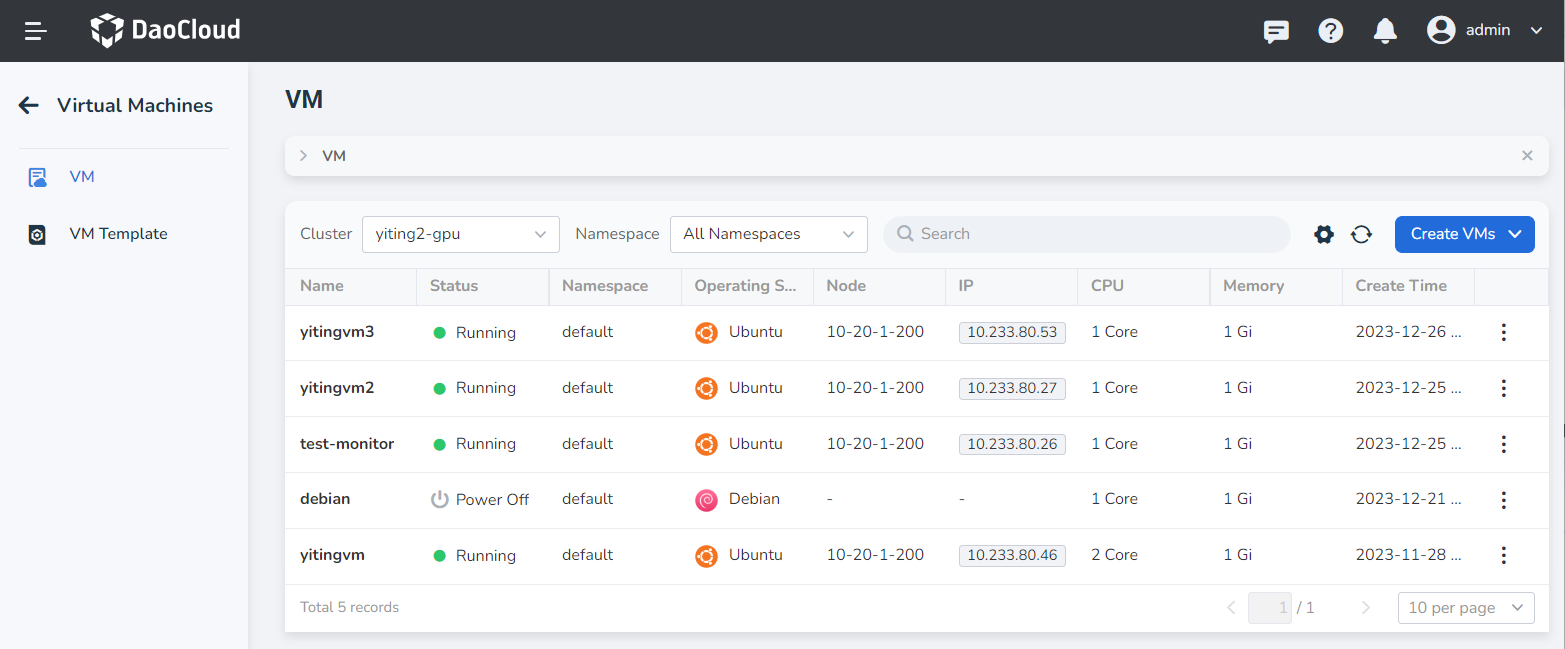 DaoCloud
admin
Virtual Machines
VM
VM Template
VM
VM
Cluster yiting2-gpu Namespace All Namespaces Search Create VMs
Name Status Namespace Operating S... Node IP CPU Memory Create Time
yitingvm3 Running default Ubuntu 10-20-1-200 10.233.80.53 1 Core 1 Gi 2023-12-26 ...
yitingvm2 Running default Ubuntu 10-20-1-200 10.233.80.27 1 Core 1 Gi 2023-12-25 ...
test-monitor Running default Ubuntu 10-20-1-200 10.233.80.26 1 Core 1 Gi 2023-12-25 ...
debian Power Off default Debian - - 1 Core 1 Gi 2023-12-21 ...
yitingvm Running default Ubuntu 10-20-1-200 10.233.80.46 2 Core 1 Gi 2023-11-28 ...
Total 5 records 1 / 1 10 per page